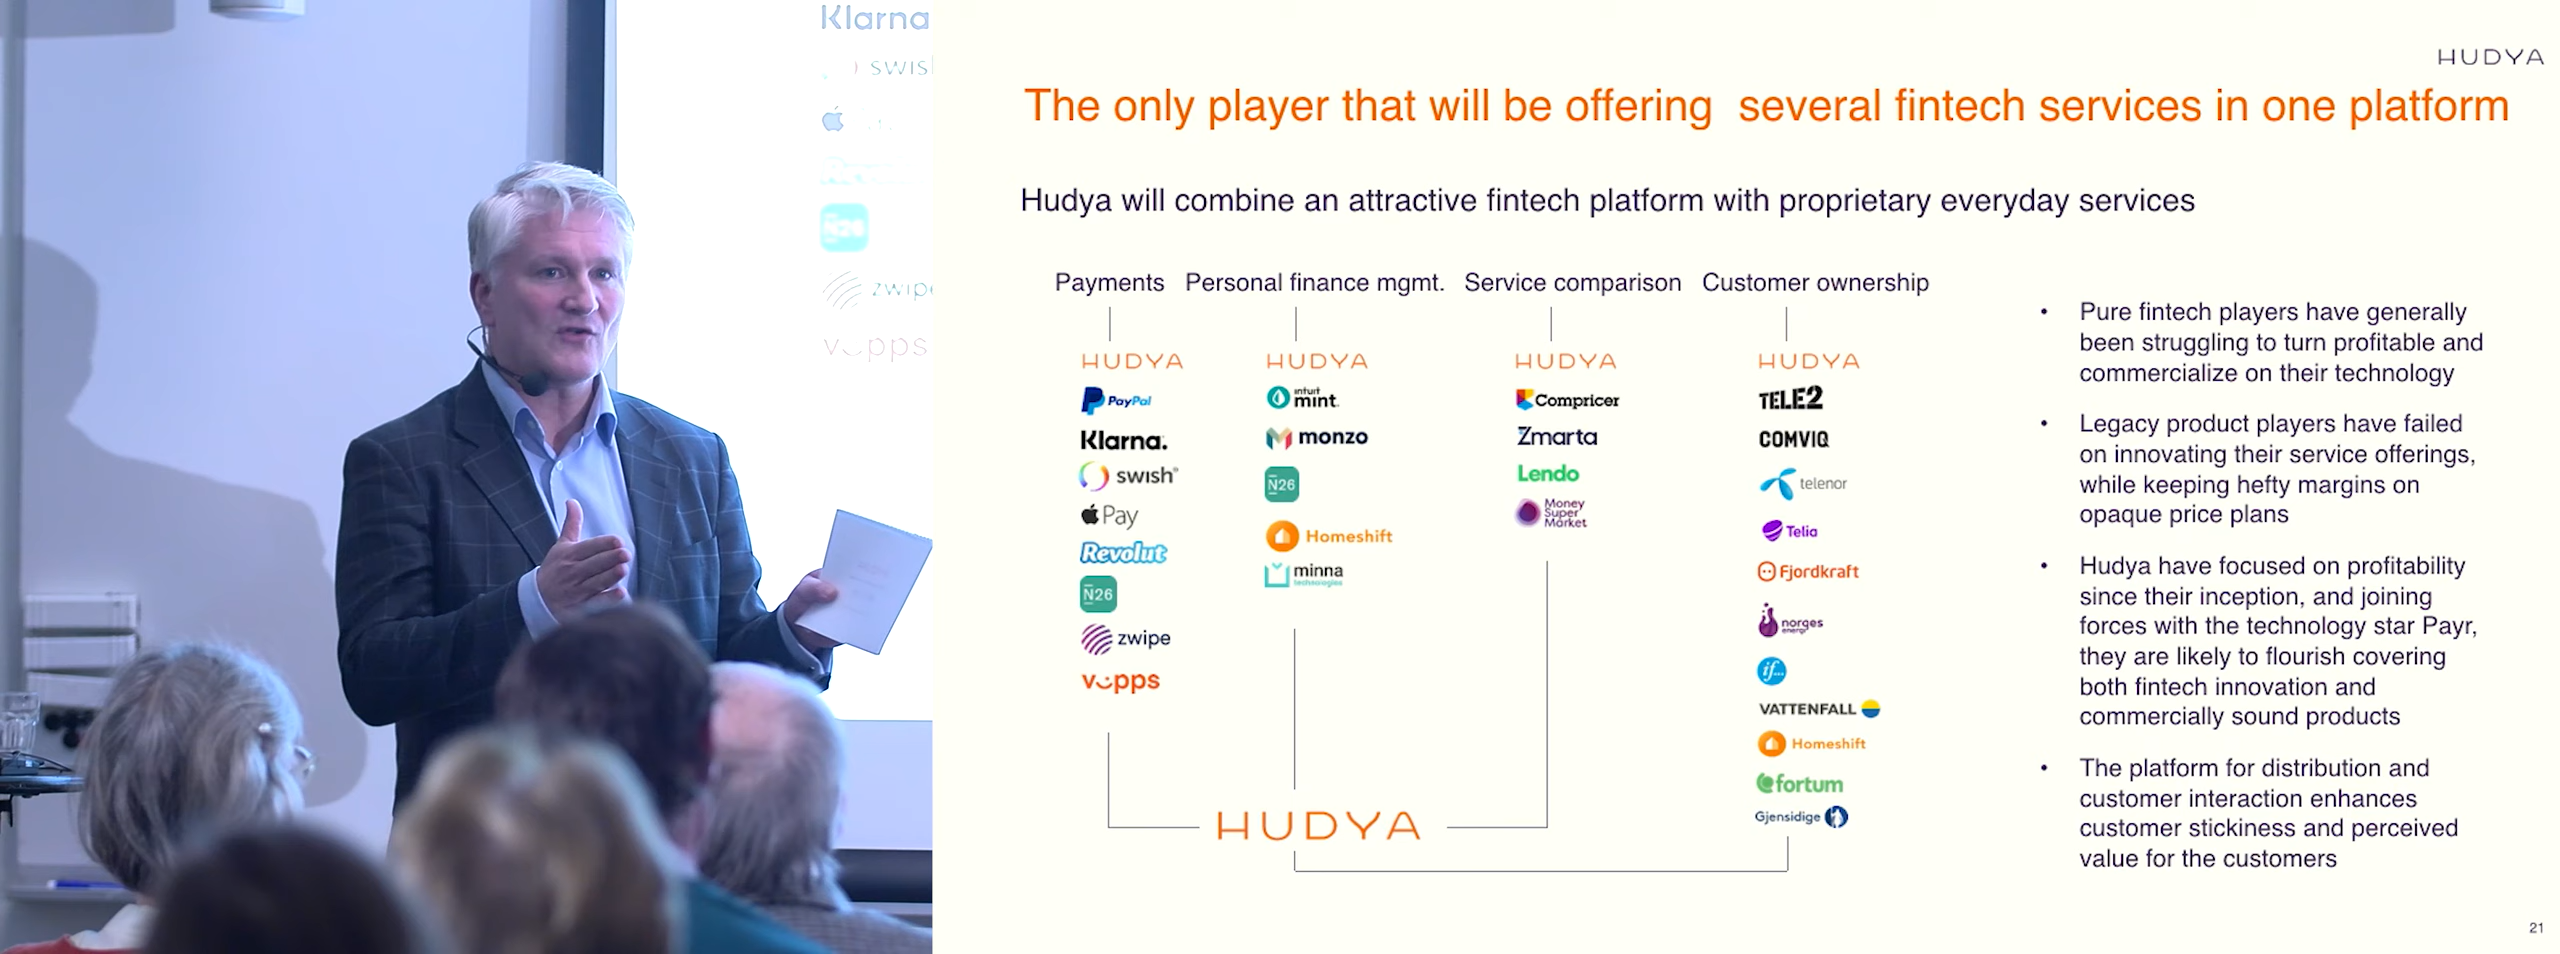 Klarna
swis
N26
zwipe
vipps
HUDYA
The only player that will be offering several fintech services in one platform
Hudya will combine an attractive fintech platform with proprietary everyday services
Payments Personal finance mgmt. Service comparison Customer ownership
HUDYA HUDYA HUDYA HUDYA
PayPal
Klarna.
swish
Pay
Revolut
N26
zwipe
vipps
intuit
mint.
monzo
N26
Homeshift
minna
technologies
Compricer
Zmarta
Lendo
Money
Super
Market
TELE2
COMVIQ
telenor
Telia
Fjordkraft
norges
energi
if...
VATTENFALL
Homeshift
fortum
Gjensidige
HUDYA
• Pure fintech players have generally
been struggling to turn profitable and
commercialize on their technology
• Legacy product players have failed
on innovating their service offerings,
while keeping hefty margins on
opaque price plans
• Hudya have focused on profitability
since their inception, and joining
forces with the technology star Payr,
they are likely to flourish covering
both fintech innovation and
commercially sound products
• The platform for distribution and
customer interaction enhances
customer stickiness and perceived
value for the customers
21